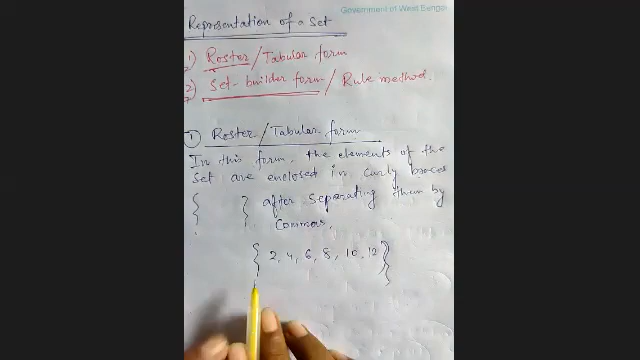 Government of West Bengal
Representation of a Set
1) Roster/Tabular form
2) Set-builder form / Rule method.
① Roster / Tabular form
In this form, the elements of the
set are enclosed in curly braces
{ } after separating them by
commas.
{ 2, 4, 6, 8, 10, 12 }